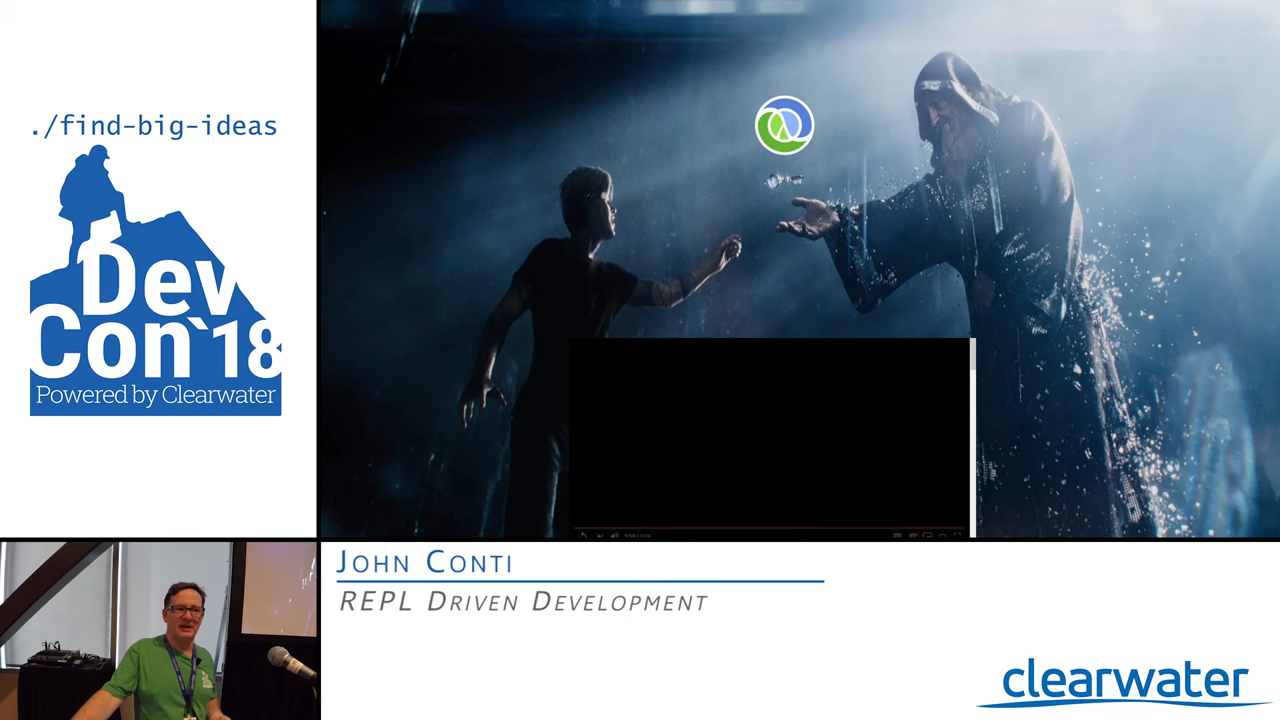 ./find-big-ideas
Dev
Con`18
Powered by Clearwater
John Conti
REPL Driven Development
clearwater